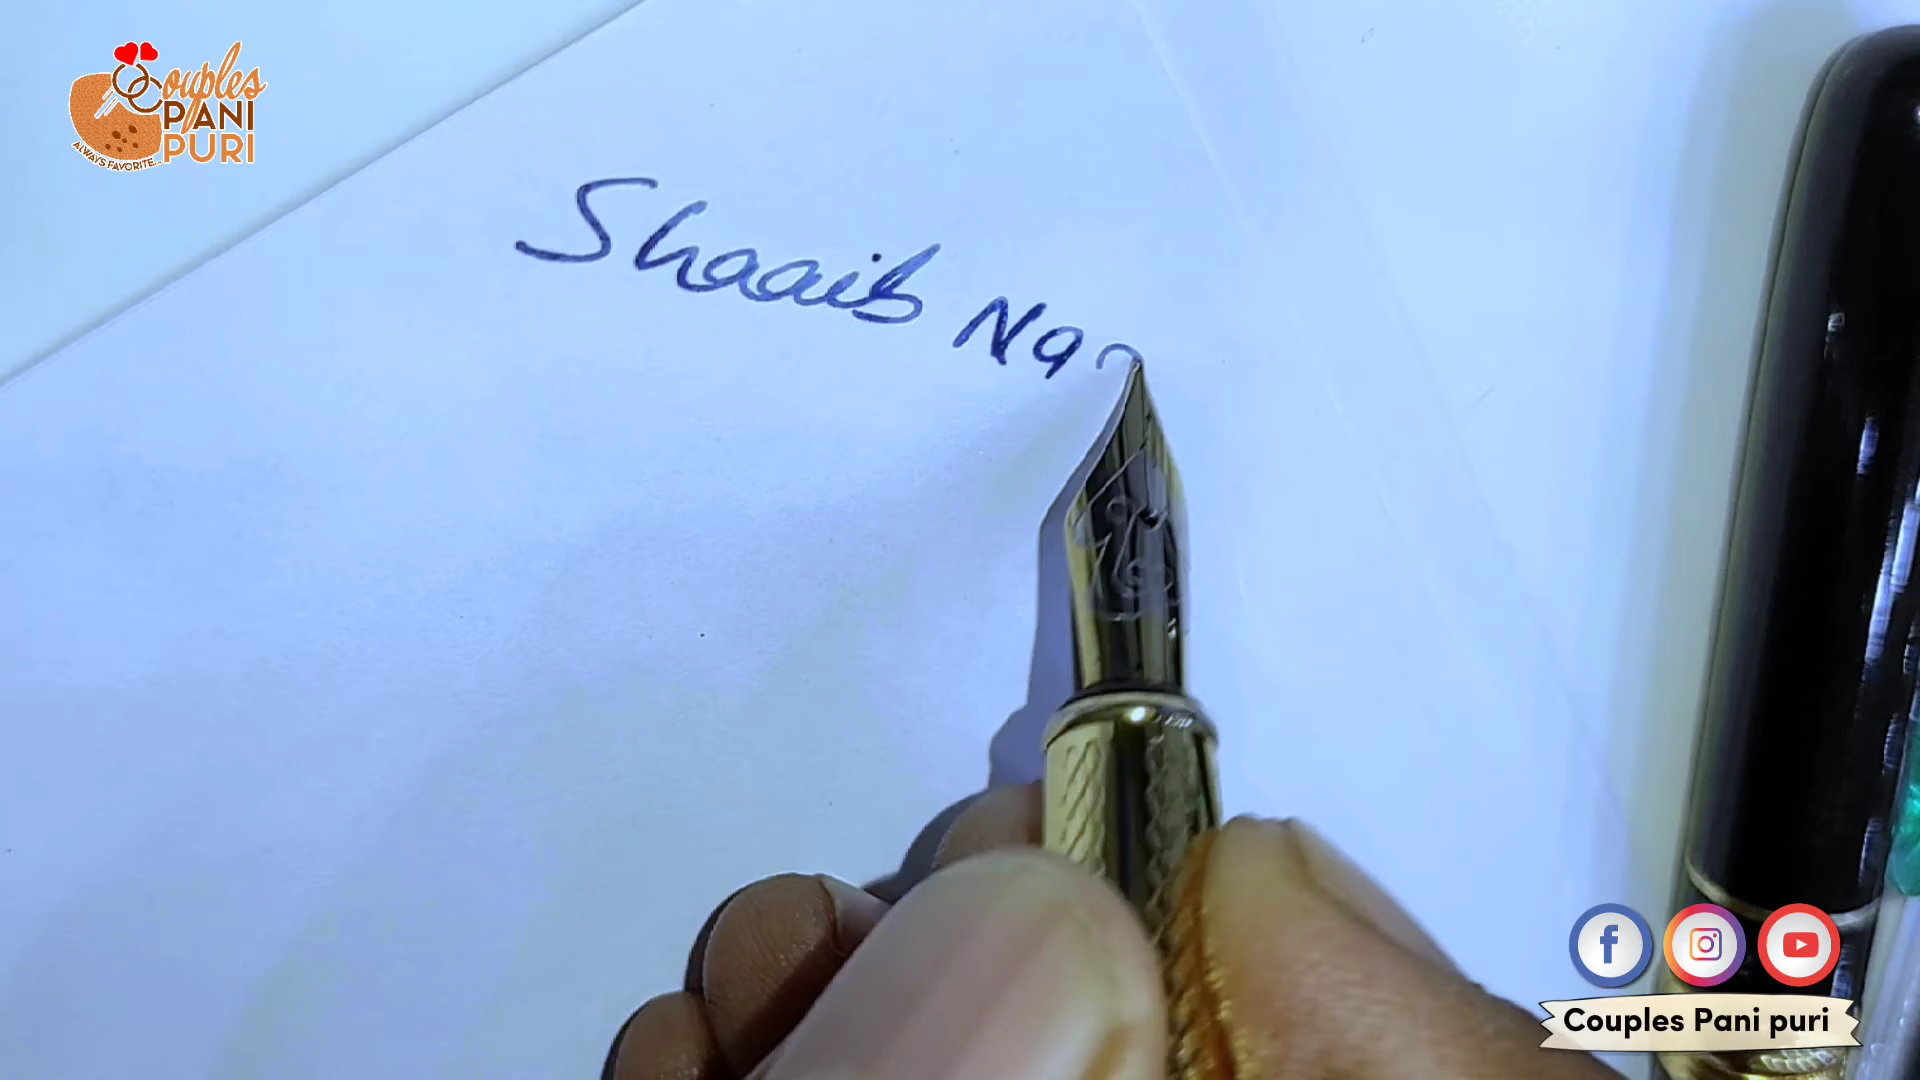 Couples
PANI
PURI
ALWAYS FAVORITE...
Shaaib Na
Couples Pani puri